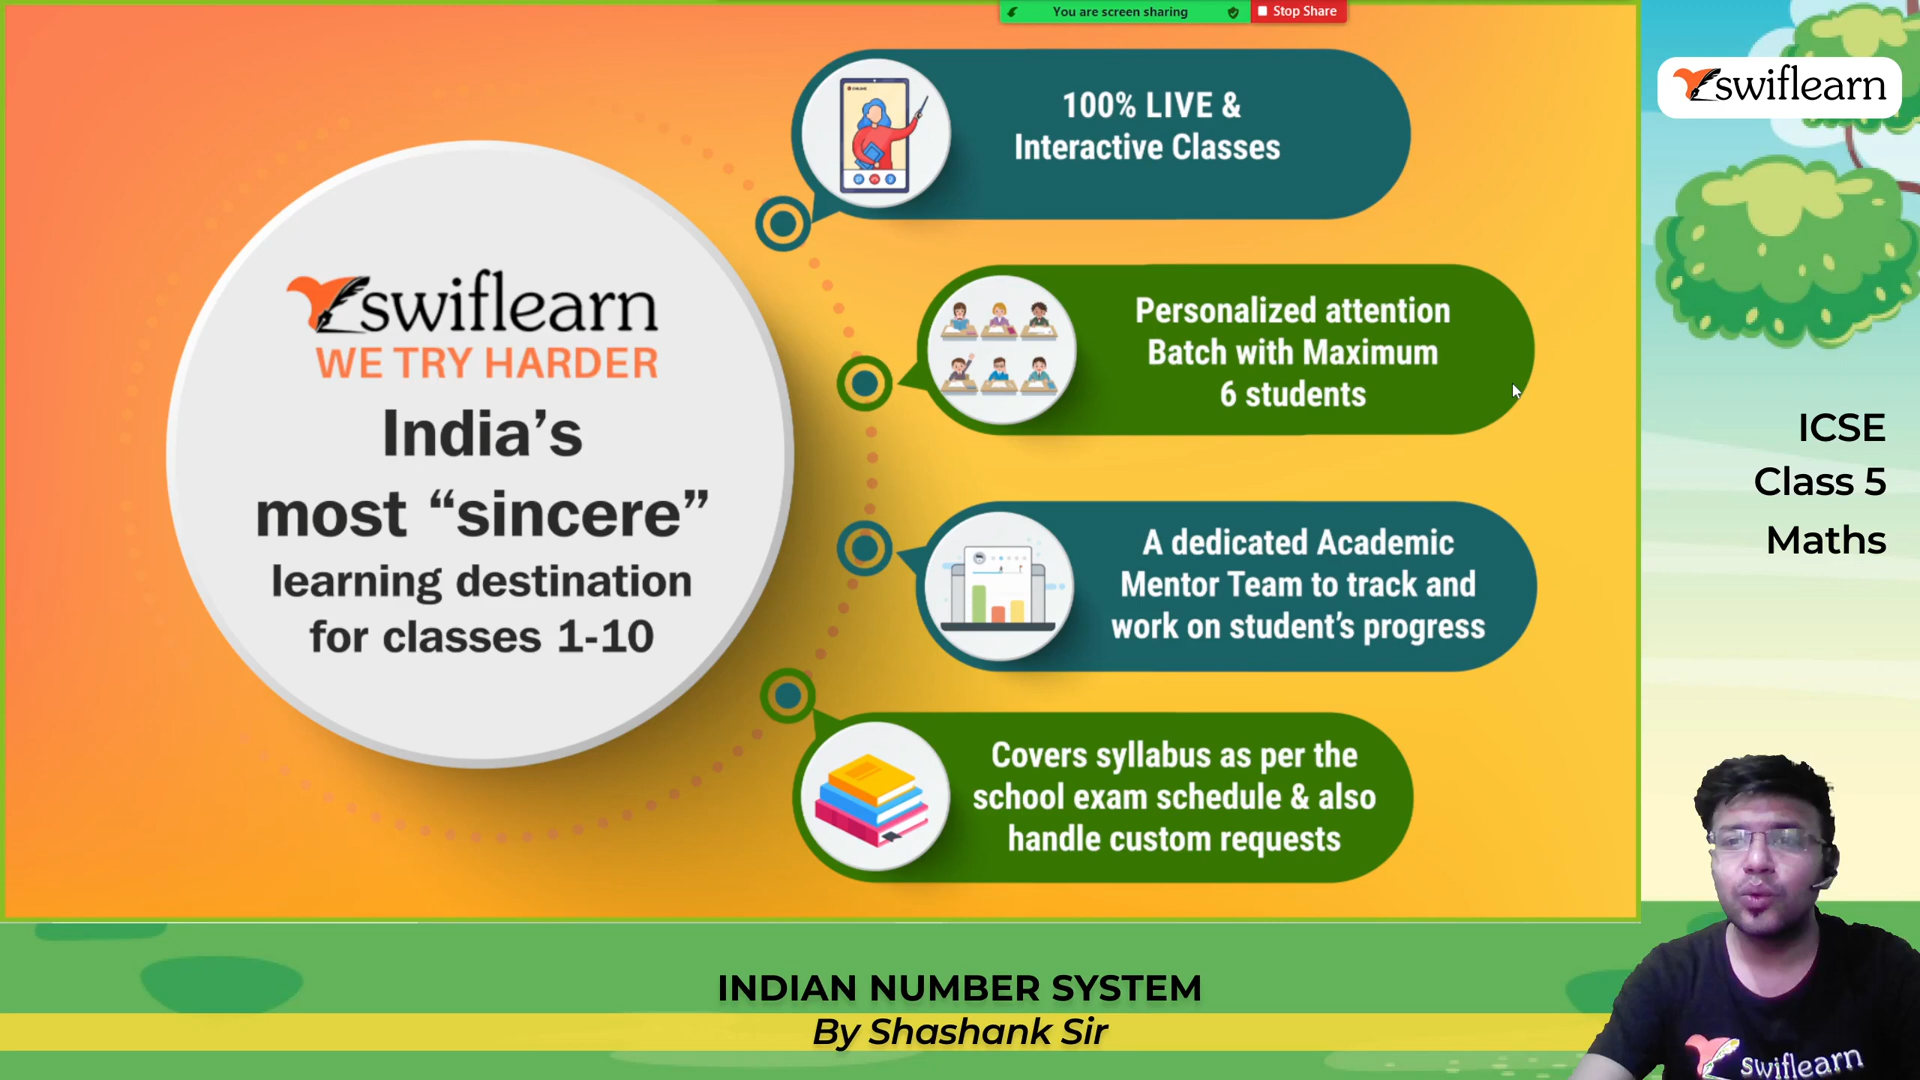 You are screen sharing
Stop Share
swiflearn
WE TRY HARDER
India's
most “sincere”
learning destination
for classes 1-10
100% LIVE &
Interactive Classes
Personalized attention
Batch with Maximum
6 students
A dedicated Academic
Mentor Team to track and
work on student's progress
Covers syllabus as per the
school exam schedule & also
handle custom requests
swiflearn
ICSE
Class 5
Maths
INDIAN NUMBER SYSTEM
By Shashank Sir
swiflearn